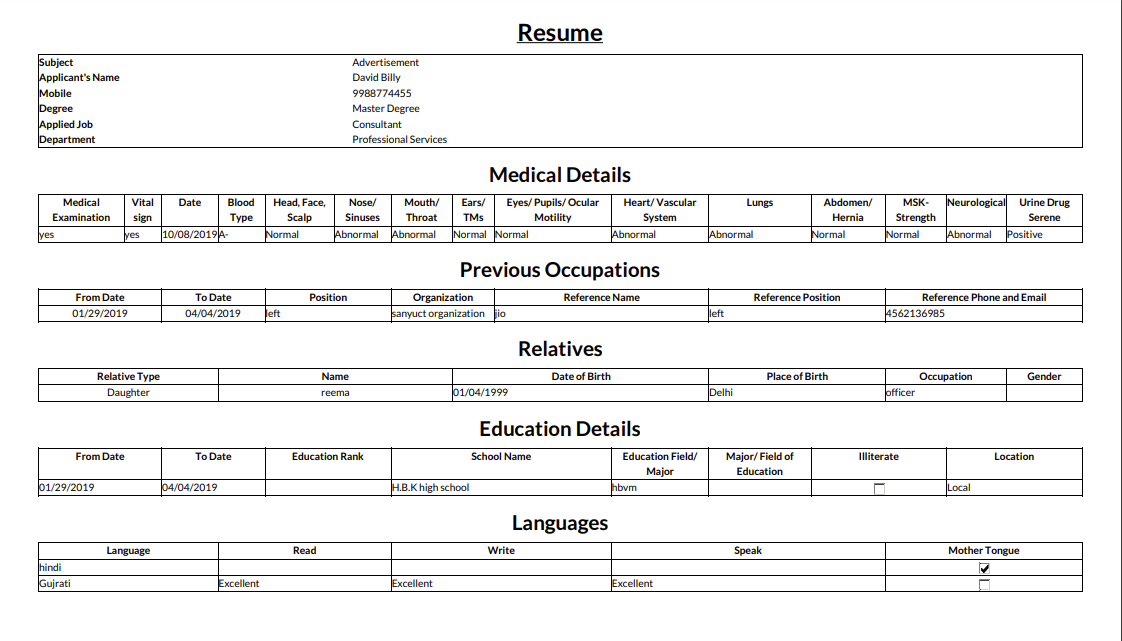 Resume
Subject Advertisement
Applicant's Name David Billy
Mobile 9988774455
Degree Master Degree
Applied Job Consultant
Department Professional Services
Medical Details
Medical Examination Vital sign Date Blood Type Head, Face, Scalp Nose/ Sinuses Mouth/ Throat Ears/ TMs Eyes/ Pupils/ Ocular Motility Heart/ Vascular System Lungs Abdomen/ Hernia MSK- Strength Neurological Urine Drug Serene
yes yes 10/08/2019 A- Normal Abnormal Abnormal Normal Normal Abnormal Abnormal Normal Normal Abnormal Positive
Previous Occupations
From Date To Date Position Organization Reference Name Reference Position Reference Phone and Email
01/29/2019 04/04/2019 left sanyuct organization jio left 4562136985
Relatives
Relative Type Name Date of Birth Place of Birth Occupation Gender
Daughter reema 01/04/1999 Delhi officer
Education Details
From Date To Date Education Rank School Name Education Field/ Major Major/ Field of Education Illiterate Location
01/29/2019 04/04/2019 H.B.K high school hbvm Local
Languages
Language Read Write Speak Mother Tongue
hindi
Gujrati Excellent Excellent Excellent